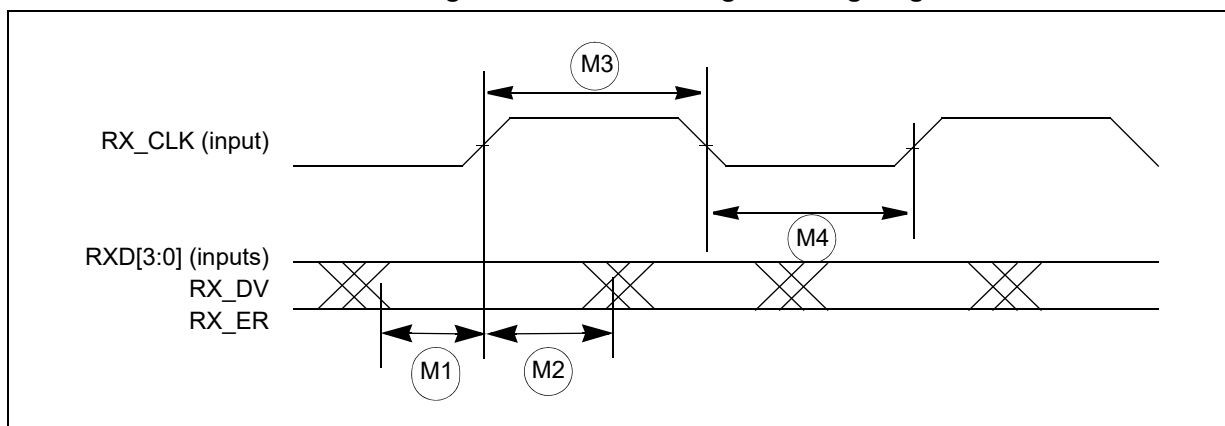 M3
RX_CLK (input)
M4
RXD[3:0] (inputs)
RX_DV
RX_ER
M1
M2